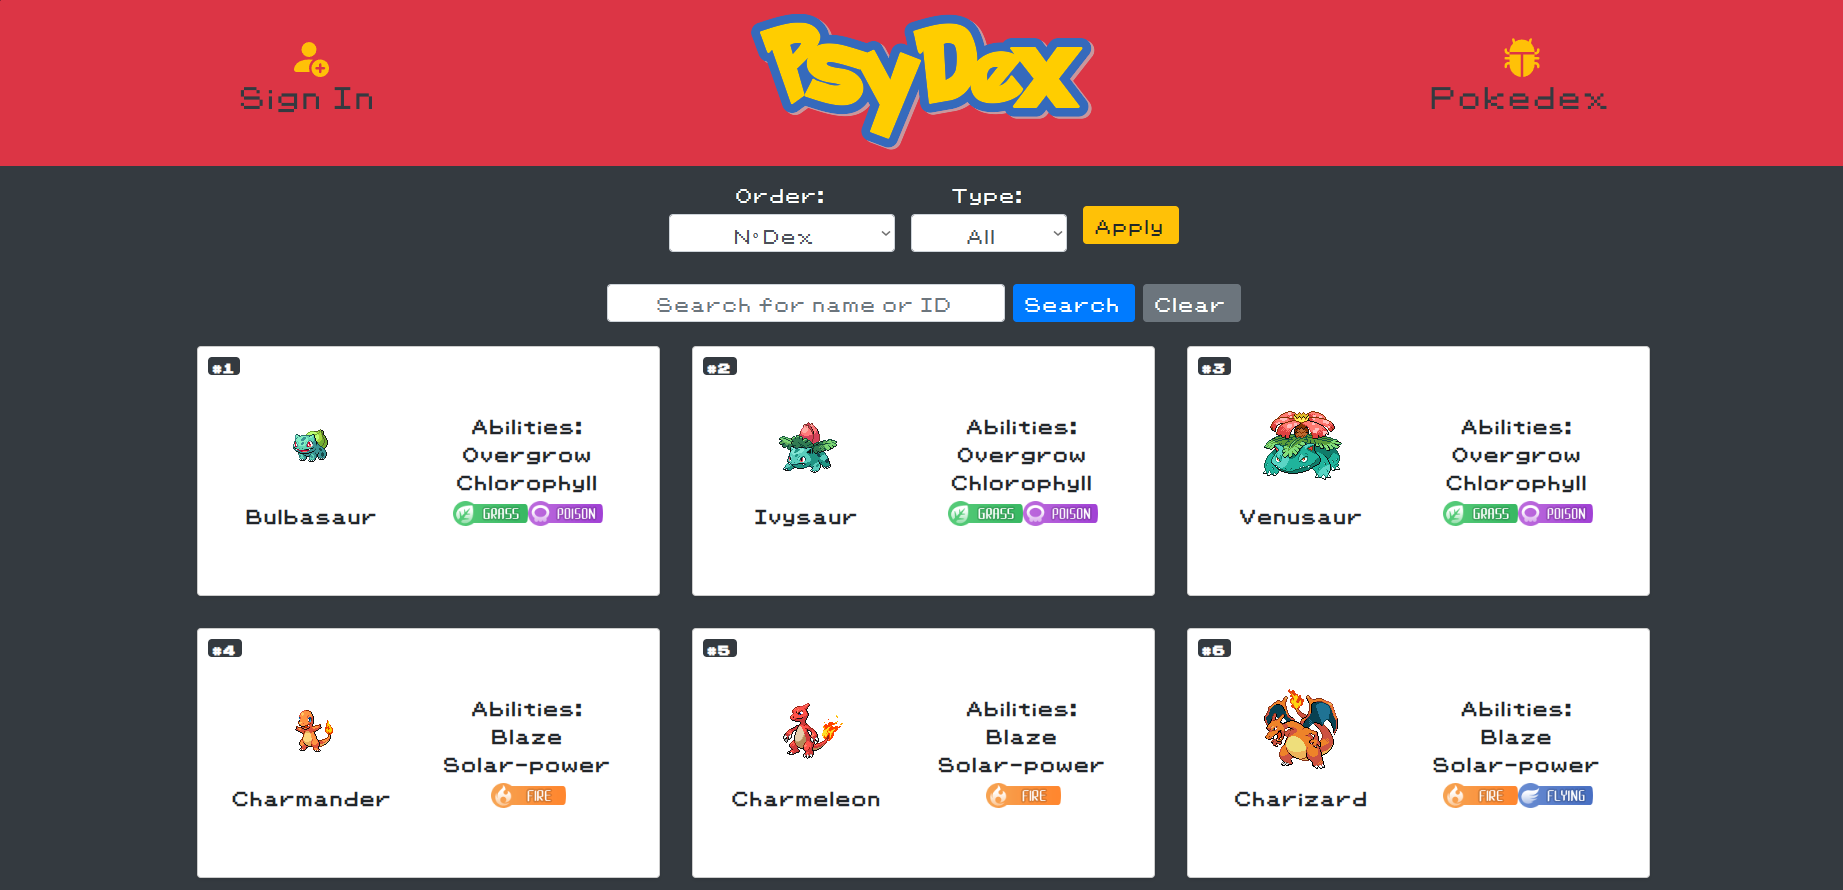 PsyDex
Sign In
Pokedex
Order:
Type:
N°Dex
All
Apply
Search for name or ID
Search
Clear
#1
Abilities:
Overgrow
Chlorophyll
GRASS POISON
Bulbasaur
#2
Abilities:
Overgrow
Chlorophyll
GRASS POISON
Ivysaur
#3
Abilities:
Overgrow
Chlorophyll
GRASS POISON
Venusaur
#4
Abilities:
Blaze
Solar-power
FIRE
Charmander
#5
Abilities:
Blaze
Solar-power
FIRE
Charmeleon
#6
Abilities:
Blaze
Solar-power
FIRE FLYING
Charizard